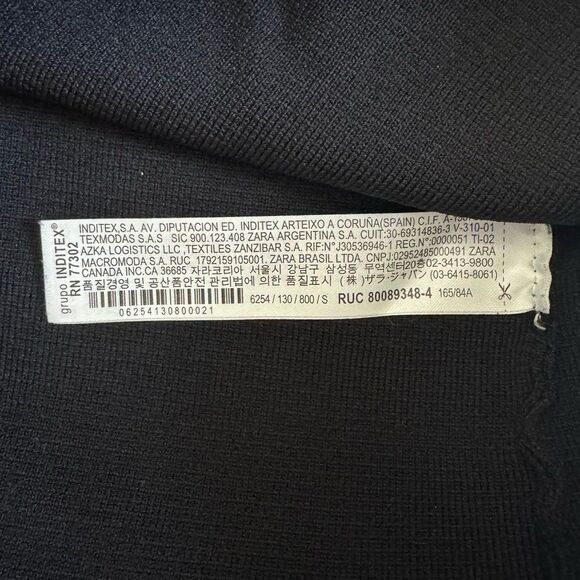 grupo INDITEX®
RN 77302
INDITEX,S.A. AV. DIPUTACION ED. INDITEX ARTEIXO A CORUÑA(SPAIN) C.I.F.
TEXMODAS S.A.S SIC 900.123.408 ZARA ARGENTINA S.A. CUIT:30-69314836-3 V-310-01
AZKA LOGISTICS LLC ,TEXTILES ZANZIBAR S.A. RIF:N°J30536946-1 REG.N°:0000051 TI-02
MACROMODA S.A. RUC 1792159105001. ZARA BRASIL LTDA. CNPJ:02952485000491 ZARA
CANADA INC.CA 36685 자라코리아 서울시 강남구 삼성동 무역센터20층 02-3413-9800
품질경영 및 공산품안전 관리법에 의한 품질표시 (株) ザラ・ジャパン (03-6415-8061)
6254 / 130 / 800 / S RUC 80089348-4 165/84A
06254130800021